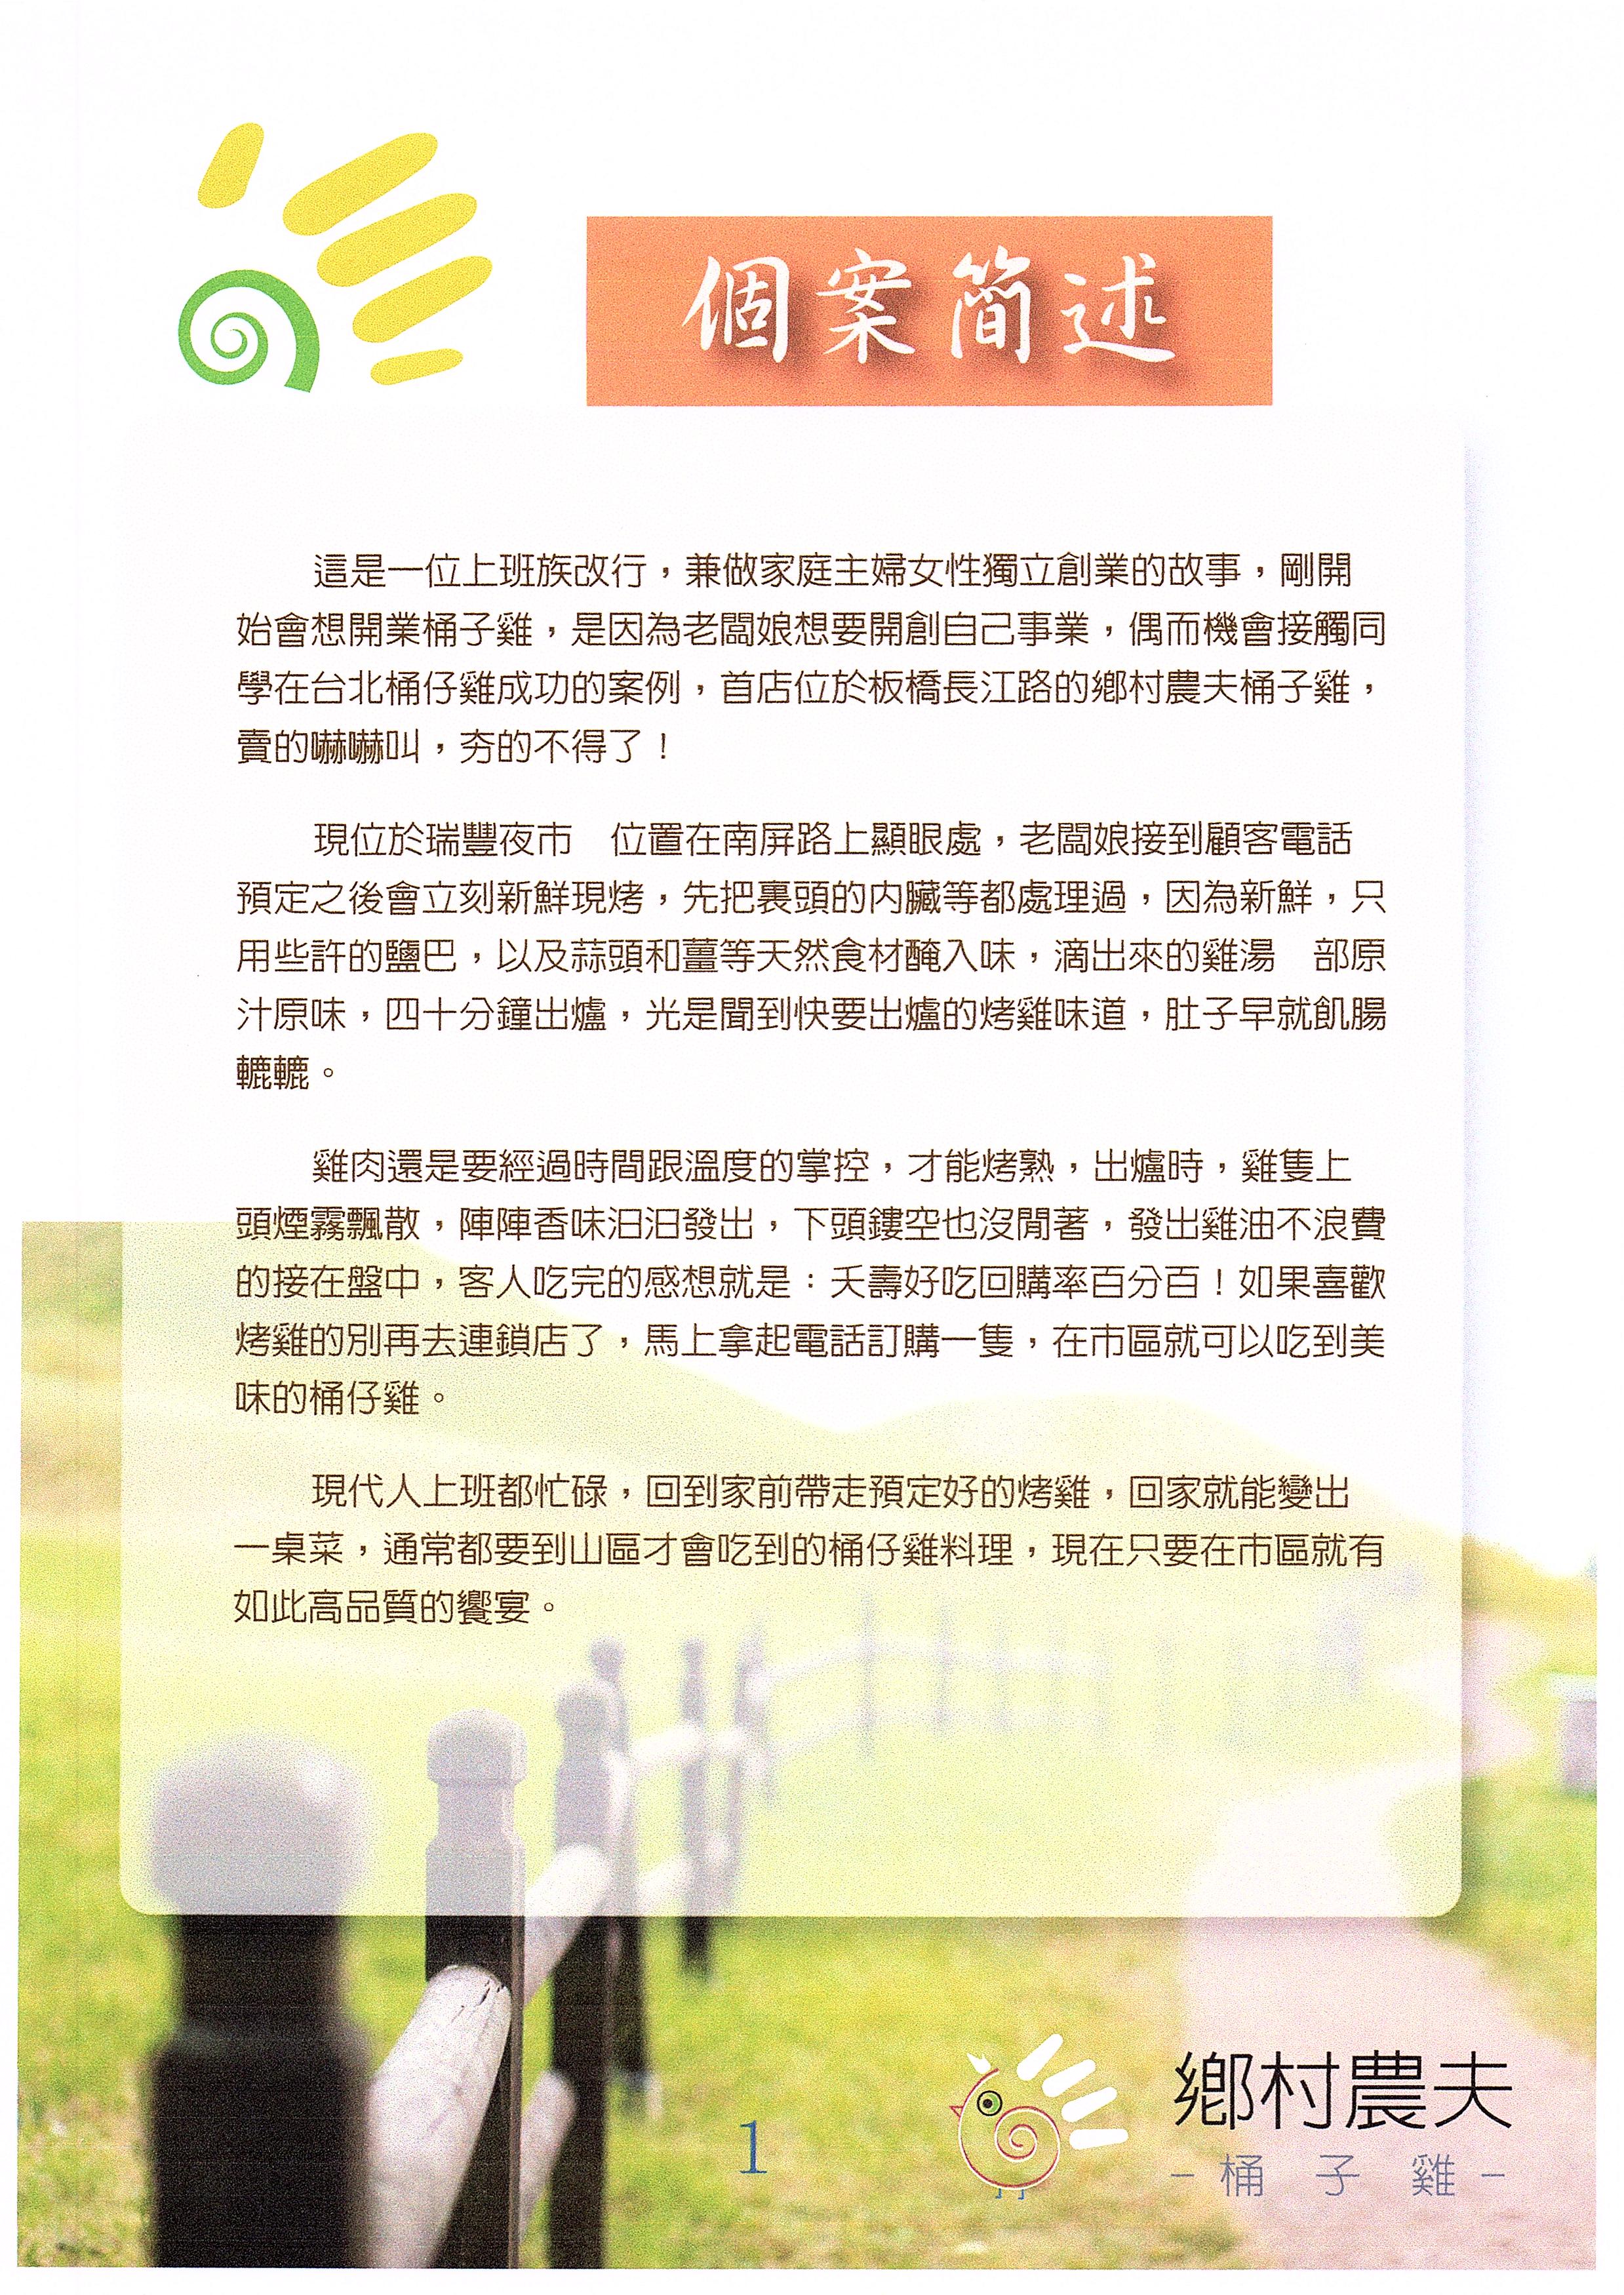 個案簡述
這是一位上班族改行，兼做家庭主婦女性獨立創業的故事，剛開
始會想開業桶子雞，是因為老闆娘想要開創自己事業，偶而機會接觸同
學在台北桶仔雞成功的案例，首店位於板橋長江路的鄉村農夫桶子雞，
賣的嚇嚇叫，夯的不得了！
現位於瑞豐夜市　位置在南屏路上顯眼處，老闆娘接到顧客電話
預定之後會立刻新鮮現烤，先把裏頭的內臟等都處理過，因為新鮮，只
用些許的鹽巴，以及蒜頭和薑等天然食材醃入味，滴出來的雞湯　部原
汁原味，四十分鐘出爐，光是聞到快要出爐的烤雞味道，肚子早就飢腸
轆轆。
雞肉還是要經過時間跟溫度的掌控，才能烤熟，出爐時，雞隻上
頭煙霧飄散，陣陣香味汨汨發出，下頭鏤空也沒閒著，發出雞油不浪費
的接在盤中，客人吃完的感想就是：夭壽好吃回購率百分百！如果喜歡
烤雞的別再去連鎖店了，馬上拿起電話訂購一隻，在市區就可以吃到美
味的桶仔雞。
現代人上班都忙碌，回到家前帶走預定好的烤雞，回家就能變出
一桌菜，通常都要到山區才會吃到的桶仔雞料理，現在只要在市區就有
如此高品質的饗宴。
鄉村農夫
-桶 子 雞-
1